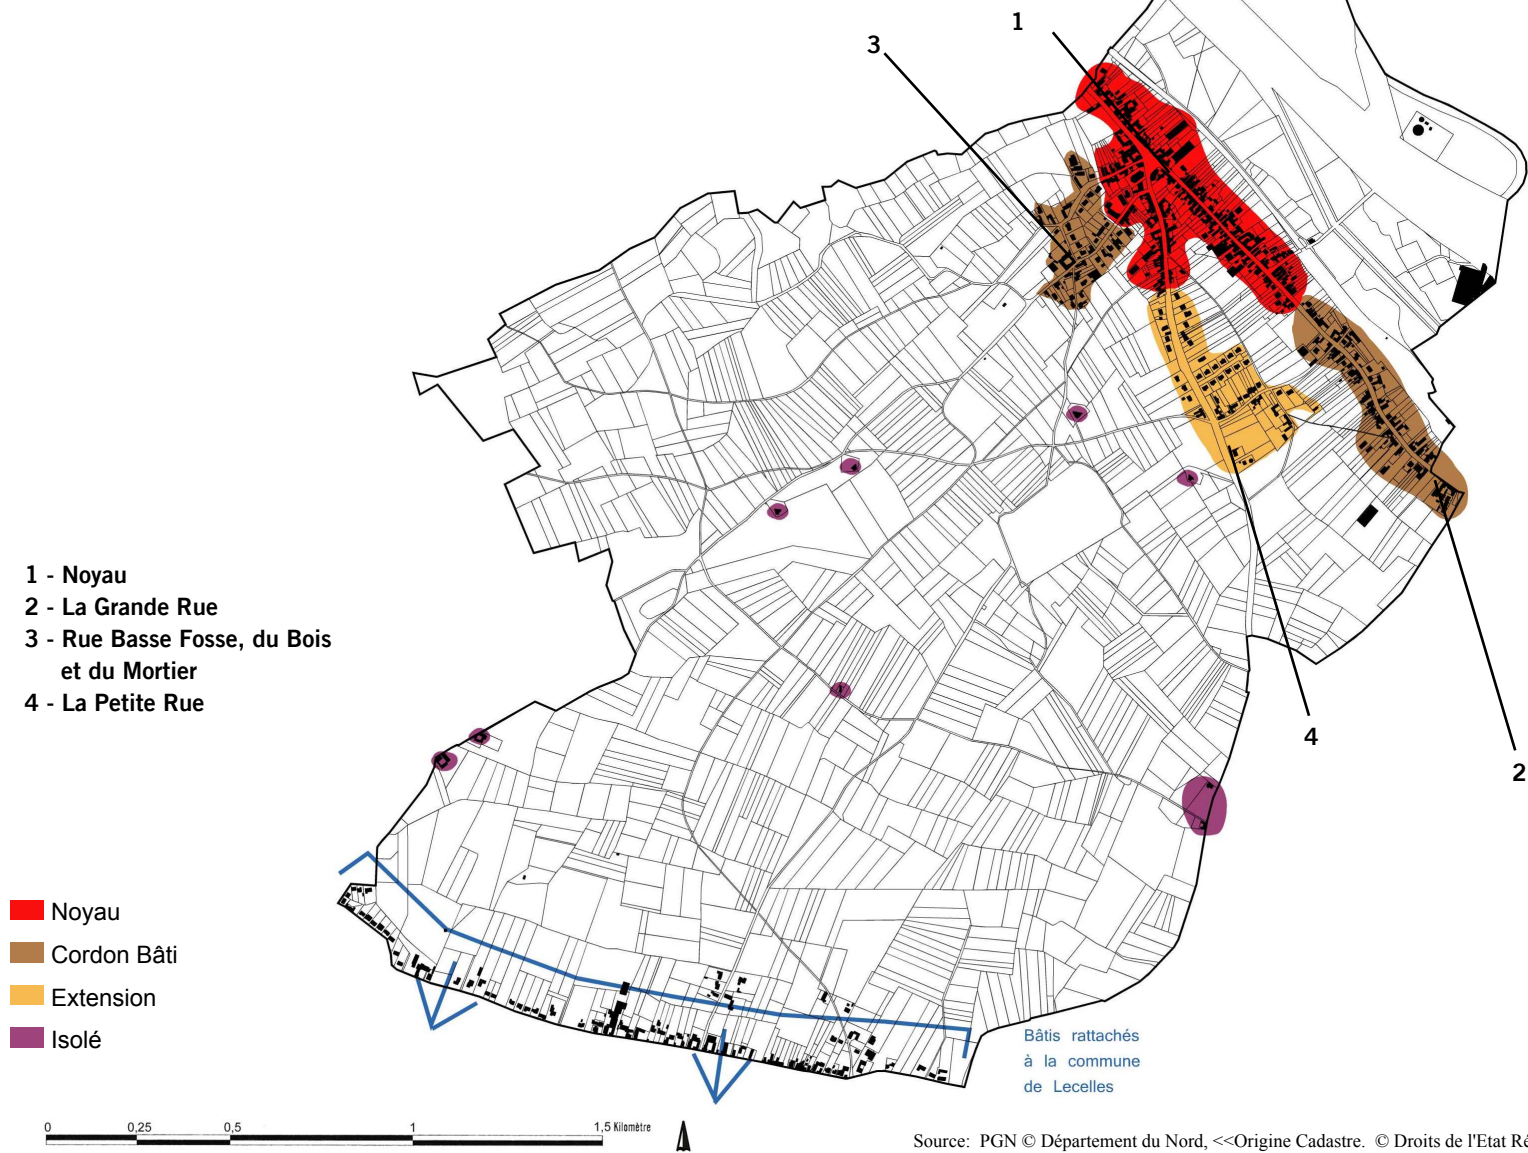 1
3
1 - Noyau
2 - La Grande Rue
3 - Rue Basse Fosse, du Bois
et du Mortier
4 - La Petite Rue
4
2
Noyau
Cordon Bâti
Extension
Isolé
Bâtis rattachés
à la commune
de Lecelles
0 0,25 0,5 1 1,5 Kilomètre
Source: PGN © Département du Nord, <<Origine Cadastre. © Droits de l'Etat Ré